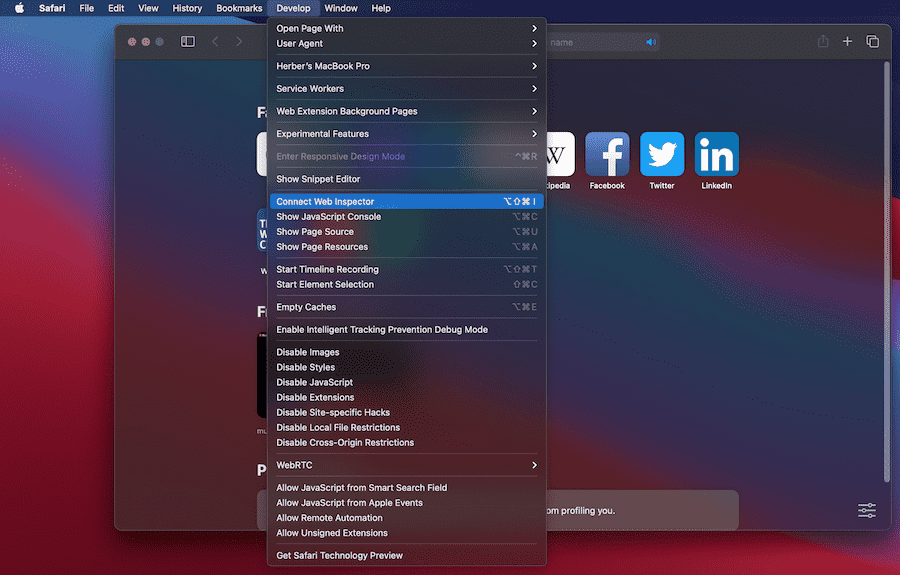 Safari File Edit View History Bookmarks Develop Window Help
Open Page With
User Agent
name
Herber's MacBook Pro
Service Workers
Web Extension Background Pages
Experimental Features
Enter Responsive Design Mode ^⌘R
Show Snippet Editor
W
ipedia Facebook Twitter LinkedIn
Connect Web Inspector ⌥⇧⌘I
Show JavaScript Console ⌥⌘C
Show Page Source ⌥⌘U
Show Page Resources ⌥⌘A
Start Timeline Recording ⌥⇧⌘T
Start Element Selection ⇧⌘C
Empty Caches ⌥⌘E
Enable Intelligent Tracking Prevention Debug Mode
Disable Images
Disable Styles
Disable JavaScript
Disable Extensions
Disable Site-specific Hacks
Disable Local File Restrictions
Disable Cross-Origin Restrictions
WebRTC
Allow JavaScript from Smart Search Field
Allow JavaScript from Apple Events
om profiling you.
Allow Remote Automation
Allow Unsigned Extensions
Get Safari Technology Preview